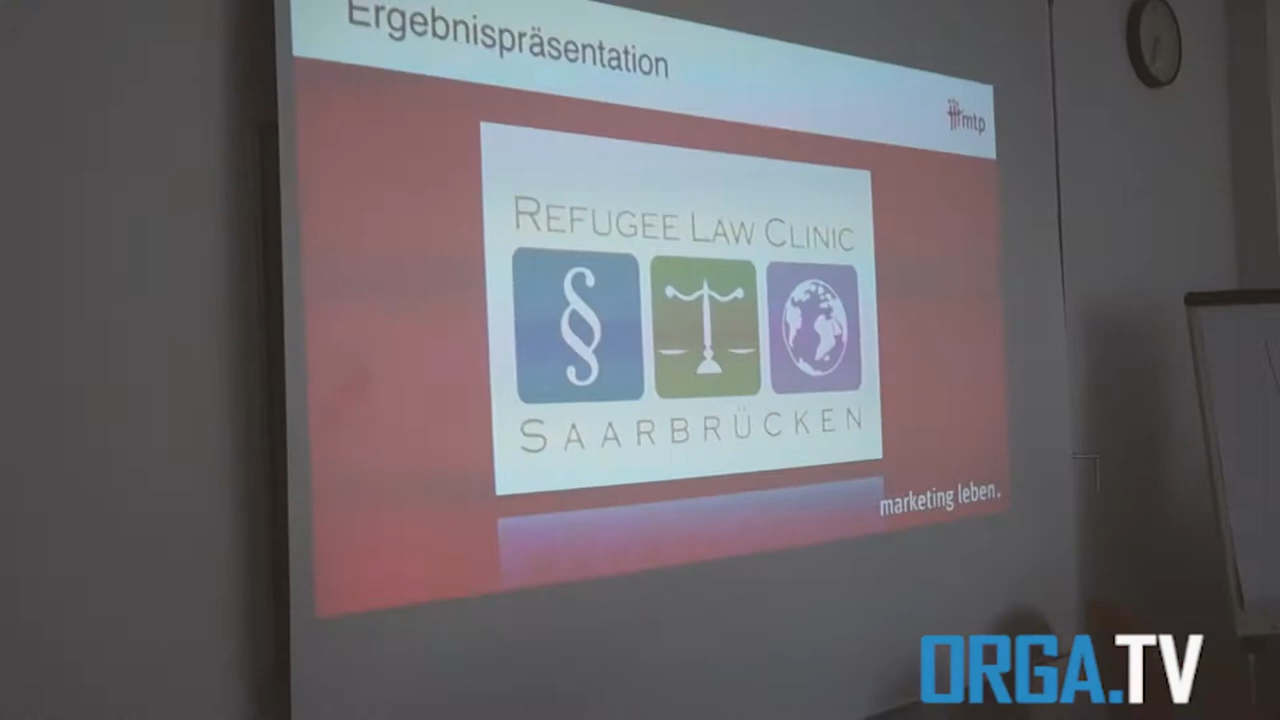 Ergebnispräsentation
mtp
REFUGEE LAW CLINIC
§
SAARBRÜCKEN
marketing leben.
ORGA.TV